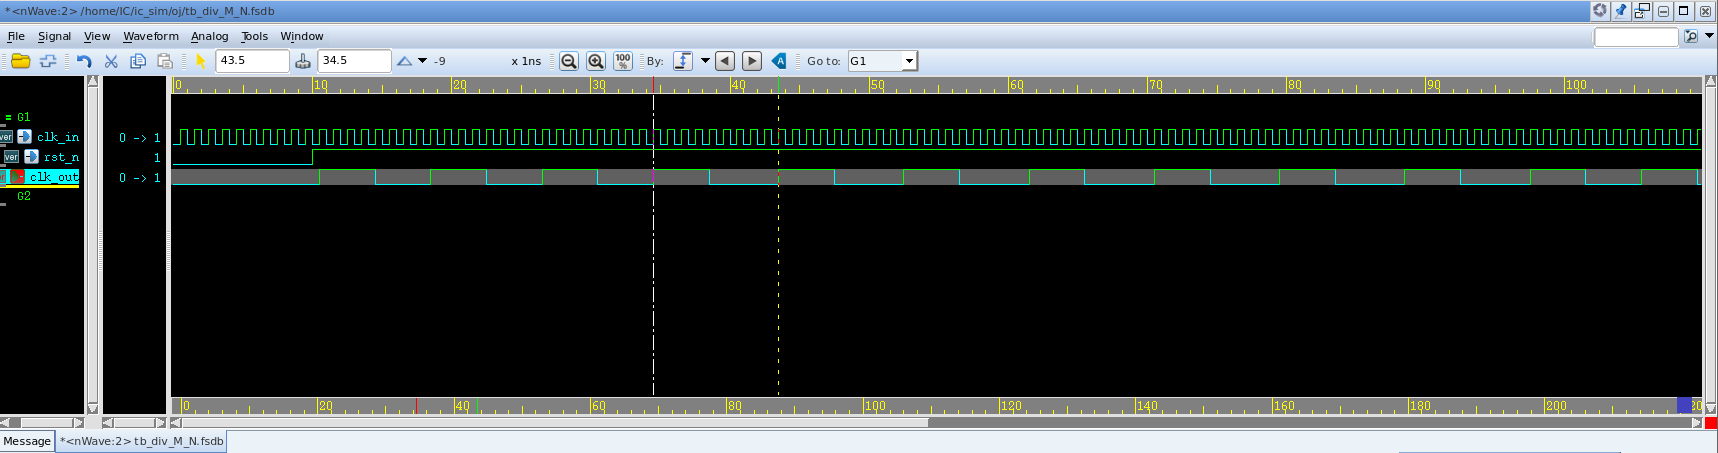 *<nWave:2> /home/IC/ic_sim/oj/tb_div_M_N.fsdb
File Signal View Waveform Analog Tools Window
43.5 34.5 -9 x 1ns 100% By: A Go to: G1
0 10 20 30 40 50 60 70 80 90 100
= G1
ver clk_in 0 -> 1
ver rst_n 1
clk_out 0 -> 1
G2
0 20 40 60 80 100 120 140 160 180 200
Message *<nWave:2> tb_div_M_N.fsdb